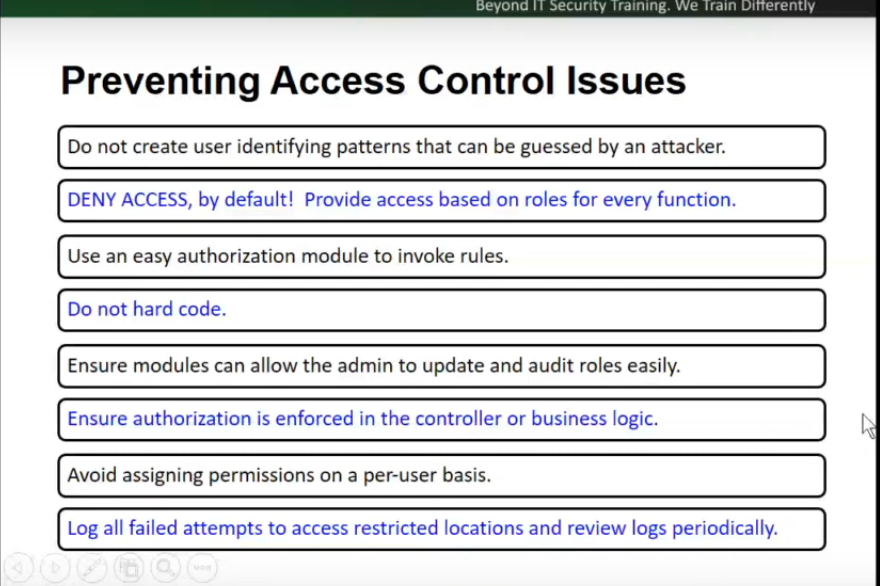 Beyond IT Security Training. We Train Differently
Preventing Access Control Issues
Do not create user identifying patterns that can be guessed by an attacker.
DENY ACCESS, by default!  Provide access based on roles for every function.
Use an easy authorization module to invoke rules.
Do not hard code.
Ensure modules can allow the admin to update and audit roles easily.
Ensure authorization is enforced in the controller or business logic.
Avoid assigning permissions on a per-user basis.
Log all failed attempts to access restricted locations and review logs periodically.